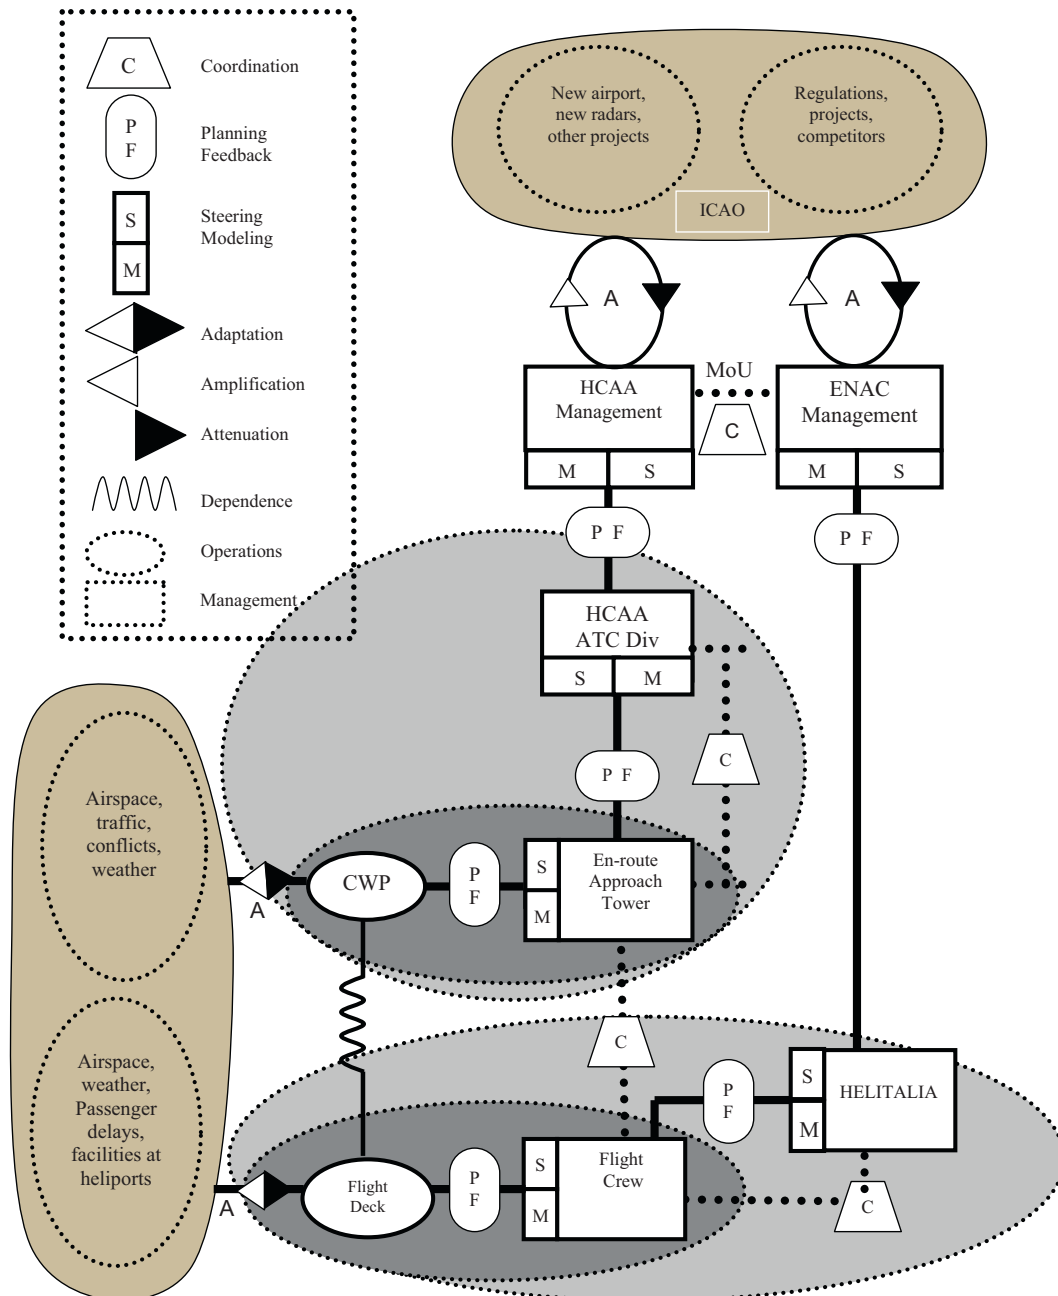 C
Coordination
P
F
Planning
Feedback
S
M
Steering
Modeling
Adaptation
Amplification
Attenuation
Dependence
Operations
Management
New airport,
new radars,
other projects
Regulations,
projects,
competitors
ICAO
A
A
HCAA
Management
M
S
MoU
C
ENAC
Management
M
S
P F
P F
HCAA
ATC Div
S
M
P F
C
Airspace,
traffic,
conflicts,
weather
A
CWP
P
F
S
M
En-route
Approach
Tower
C
Airspace,
weather,
Passenger
delays,
facilities at
heliports
A
Flight
Deck
P
F
S
M
Flight
Crew
P
F
S
M
HELITALIA
C